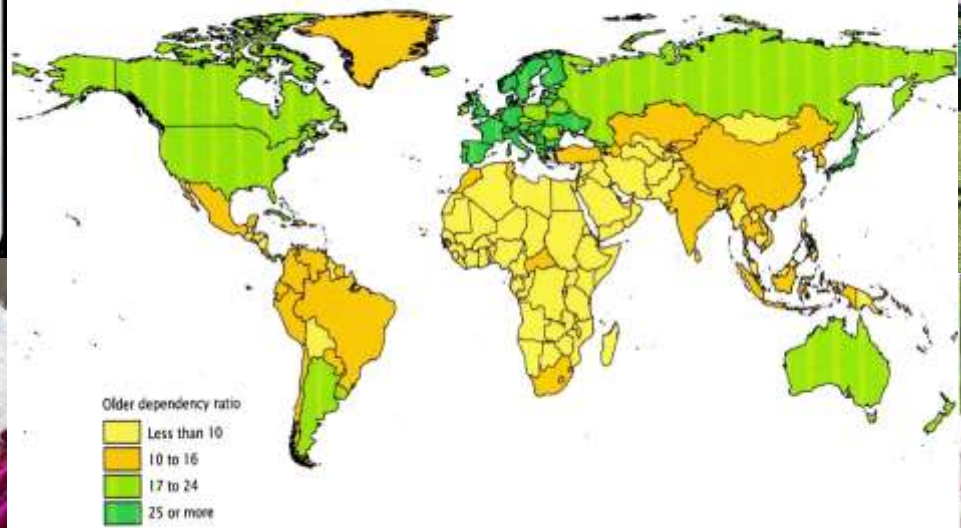 Older dependency ratio
Less than 10
10 to 16
17 to 24
25 or more